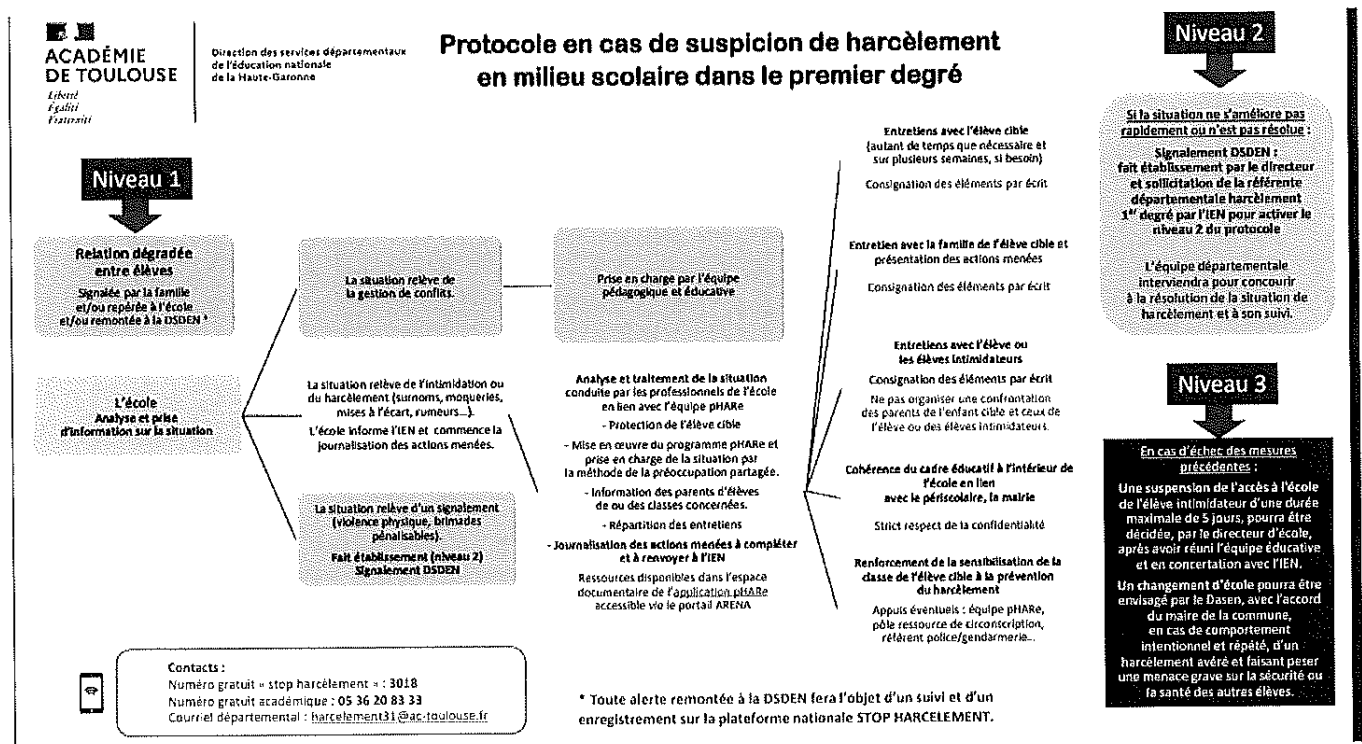 ACADÉMIE
DE TOULOUSE
Liberté
Égalité
Fraternité
Direction des services départementaux
de l'éducation nationale
de la Haute-Garonne
Protocole en cas de suspicion de harcèlement
en milieu scolaire dans le premier degré
Niveau 1
Relation dégradée
entre élèves
Signalée par la famille
et/ou repérée à l'école
et/ou remontée à la DSDEN *
L'école
Analyse et prise
d'information sur la situation
La situation relève de
la gestion de conflits.
La situation relève de l'intimidation ou
du harcèlement (surnoms, moqueries,
mises à l'écart, rumeurs...).
L'école informe l'IEN et commence la
journalisation des actions menées.
La situation relève d'un signalement
(violence physique, brimades
pénalisables).
Fait établissement (niveau 2)
Signalement DSDEN
Prise en charge par l'équipe
pédagogique et éducative
Analyse et traitement de la situation
conduite par les professionnels de l'école
en lien avec l'équipe pHARe
- Protection de l'élève cible
- Mise en œuvre du programme pHARe et
prise en charge de la situation par
la méthode de la préoccupation partagée.
- Information des parents d'élèves
de ou des classes concernées.
- Répartition des entretiens
- Journalisation des actions menées à compléter
et à renvoyer à l'IEN
Ressources disponibles dans l'espace
documentaire de l'application pHARe
accessible via le portail ARENA
Entretiens avec l'élève cible
(autant de temps que nécessaire et
sur plusieurs semaines, si besoin)
Consignation des éléments par écrit
Entretien avec la famille de l'élève cible et
présentation des actions menées
Consignation des éléments par écrit
Entretiens avec l'élève ou
les élèves intimidateurs
Consignation des éléments par écrit
Ne pas organiser une confrontation
des parents de l'enfant cible et ceux de
l'élève ou des élèves intimidateurs.
Cohérence du cadre éducatif à l'intérieur de
l'école en lien
avec le périscolaire, la mairie
Strict respect de la confidentialité
Renforcement de la sensibilisation de la
classe de l'élève cible à la prévention
du harcèlement
Appuis éventuels : équipe pHARe,
pôle ressource de circonscription,
référent police/gendarmerie...
Niveau 2
Si la situation ne s'améliore pas
rapidement ou n'est pas résolue :
Signalement DSDEN :
fait établissement par le directeur
et sollicitation de la référente
départementale harcèlement
1er degré par l'IEN pour activer le
niveau 2 du protocole
L'équipe départementale
interviendra pour concourir
à la résolution de la situation de
harcèlement et à son suivi.
Niveau 3
En cas d'échec des mesures
précédentes :
Une suspension de l'accès à l'école
de l'élève intimidateur d'une durée
maximale de 5 jours, pourra être
décidée, par le directeur d'école,
après avoir réuni l'équipe éducative
et en concertation avec l'IEN.
Un changement d'école pourra être
envisagé par le Dasen, avec l'accord
du maire de la commune,
en cas de comportement
intentionnel et répété, d'un
harcèlement avéré et faisant peser
une menace grave sur la sécurité ou
la santé des autres élèves.
Contacts :
Numéro gratuit « stop harcèlement » : 3018
Numéro gratuit académique : 05 36 20 83 33
Courriel départemental : harcelement31@ac-toulouse.fr
* Toute alerte remontée à la DSDEN fera l'objet d'un suivi et d'un
enregistrement sur la plateforme nationale STOP HARCELEMENT.